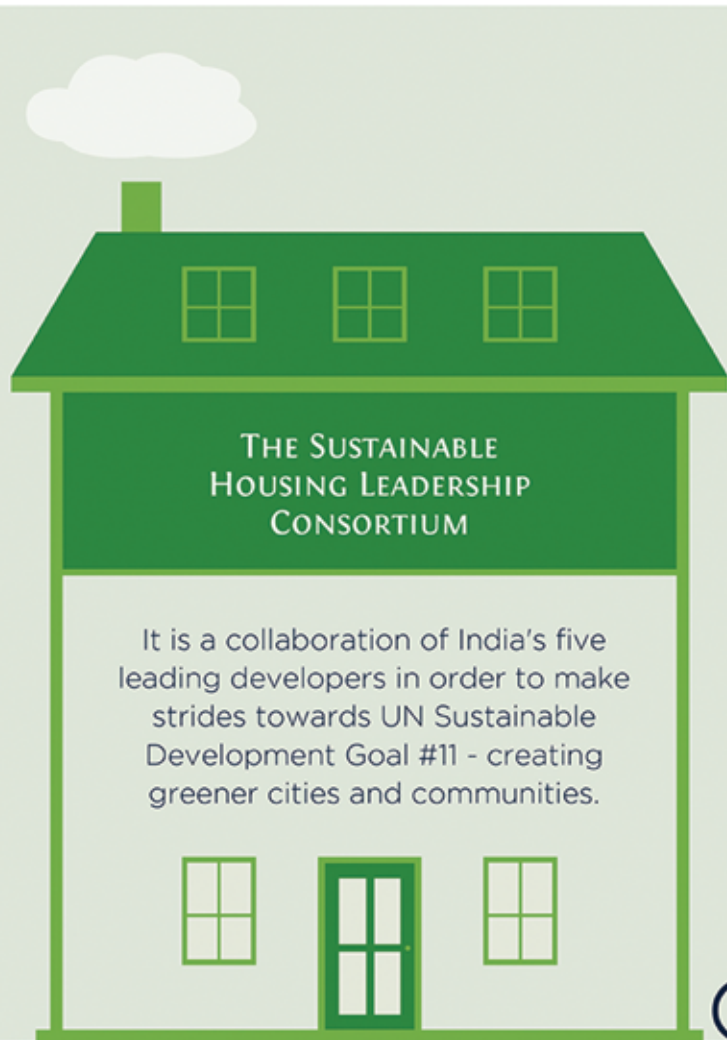 The Sustainable
Housing Leadership
Consortium
It is a collaboration of India's five
leading developers in order to make
strides towards UN Sustainable
Development Goal #11 - creating
greener cities and communities.